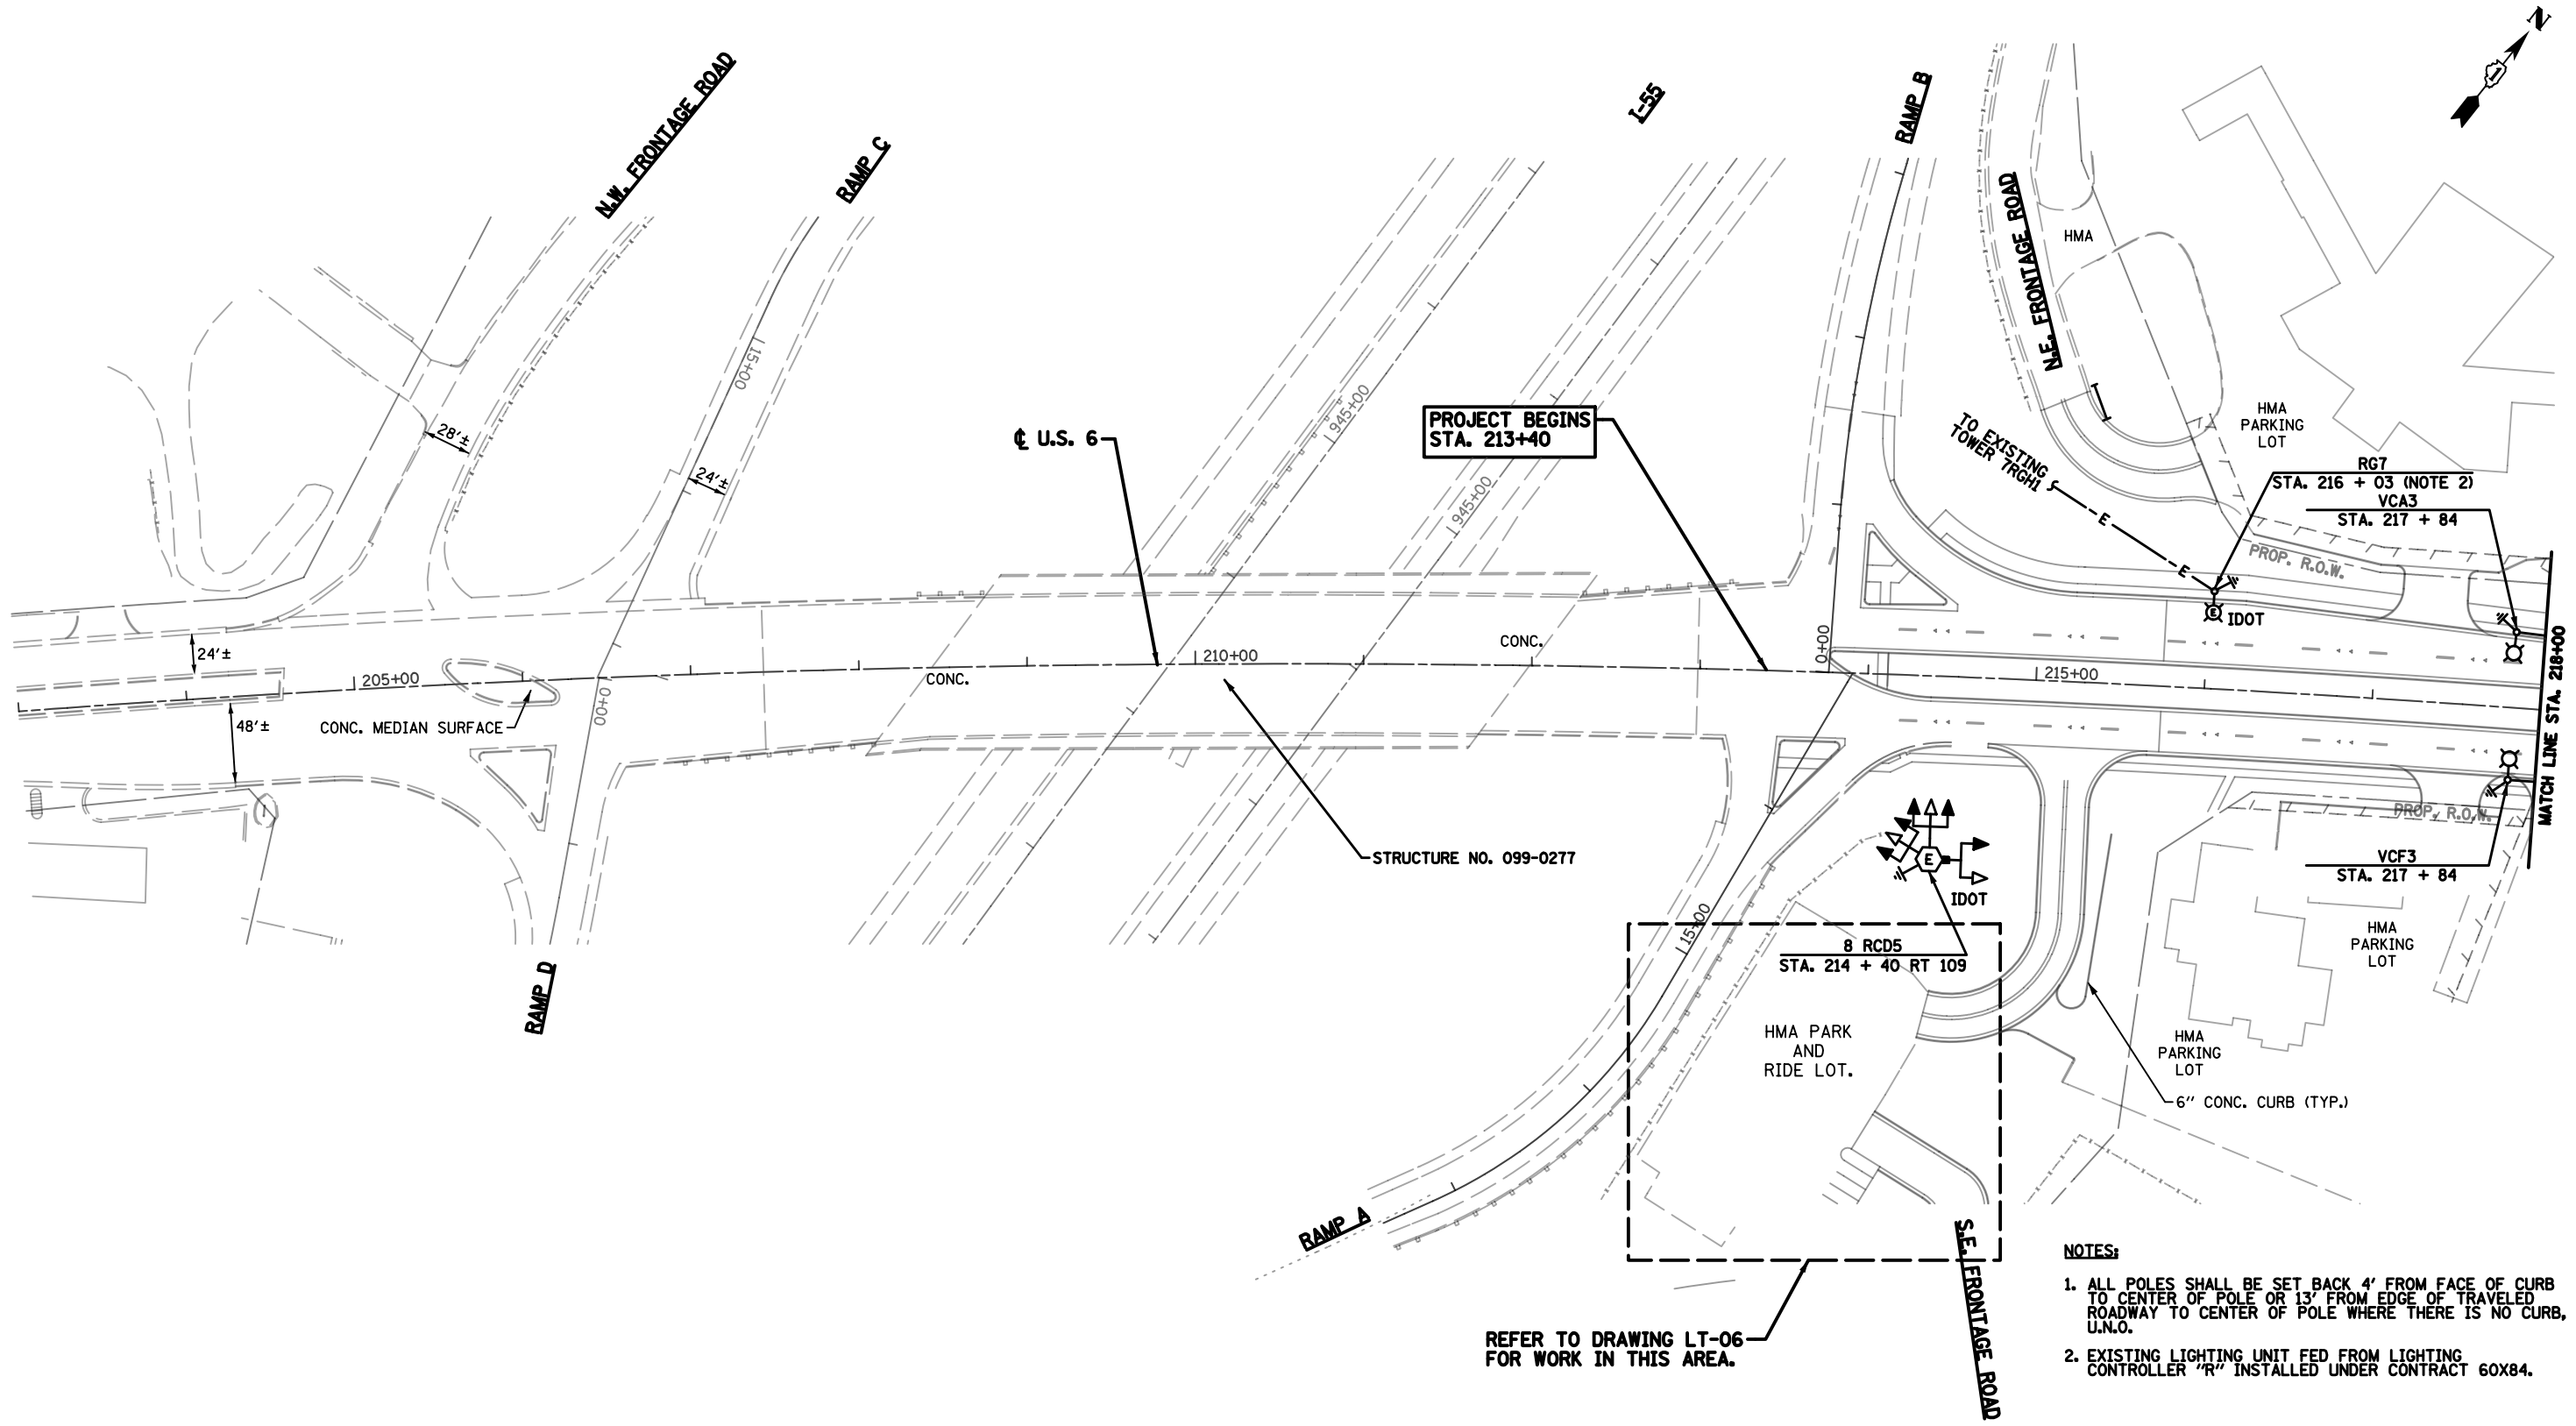 N
1
N.W. FRONTAGE ROAD
RAMP C
I-55
RAMP B
N.E. FRONTAGE ROAD
HMA
15+00
945+00
945+00
28'±
24'±
℄ U.S. 6
PROJECT BEGINS
STA. 213+40
TO EXISTING
TOWER 7RGH1
E
E
HMA
PARKING
LOT
RG7
STA. 216 + 03 (NOTE 2)
VCA3
STA. 217 + 84
PROP. R.O.W.
E
IDOT
24'±
205+00
CONC.
210+00
CONC.
0+00
0+00
215+00
MATCH LINE STA. 218+00
48'±
CONC. MEDIAN SURFACE
STRUCTURE NO. 099-0277
PROP. R.O.W.
VCF3
STA. 217 + 84
E
IDOT
15+00
8 RCD5
STA. 214 + 40 RT 109
HMA
PARKING
LOT
RAMP D
HMA PARK
AND
RIDE LOT.
HMA
PARKING
LOT
6" CONC. CURB (TYP.)
RAMP A
S.E. FRONTAGE ROAD
REFER TO DRAWING LT-06
FOR WORK IN THIS AREA.
NOTES:
1. ALL POLES SHALL BE SET BACK 4' FROM FACE OF CURB
TO CENTER OF POLE OR 13' FROM EDGE OF TRAVELED
ROADWAY TO CENTER OF POLE WHERE THERE IS NO CURB,
U.N.O.
2. EXISTING LIGHTING UNIT FED FROM LIGHTING
CONTROLLER "R" INSTALLED UNDER CONTRACT 60X84.